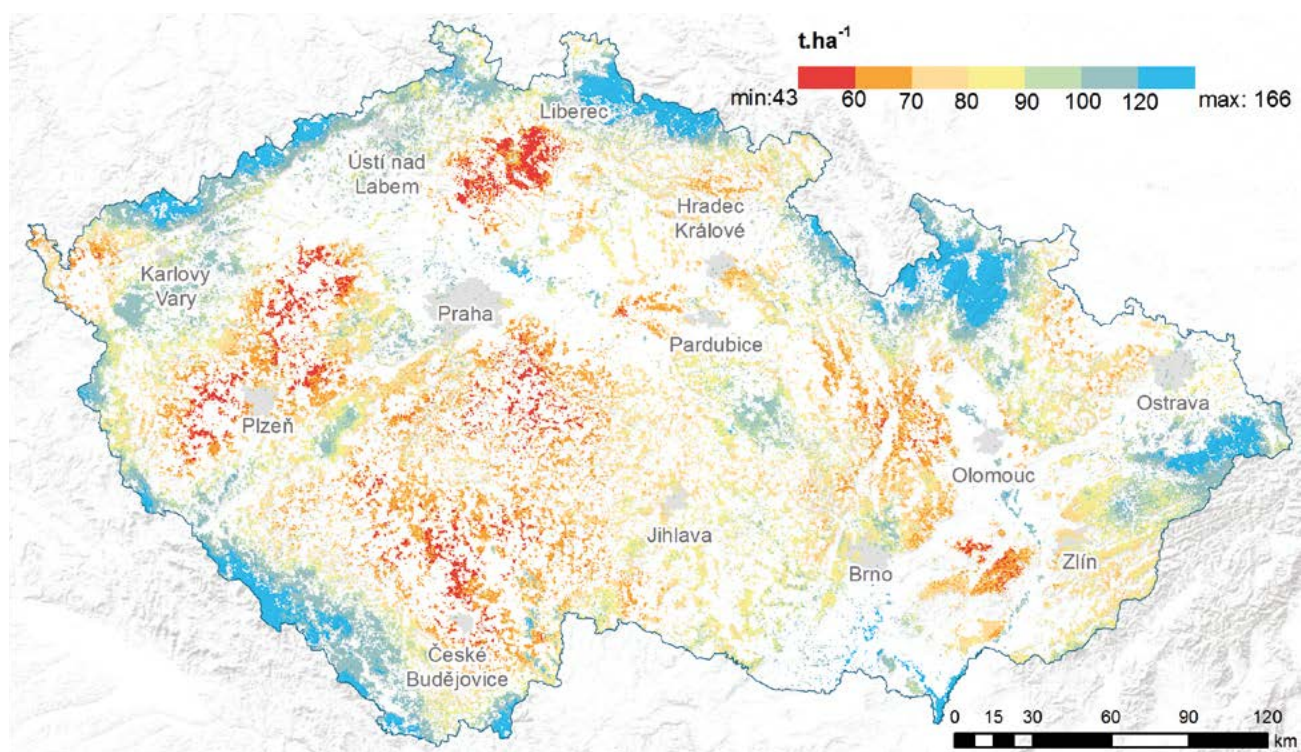 t.ha⁻¹
min:43 60 70 80 90 100 120 max: 166
Liberec
Ústí nad
Labem
Hradec
Králové
Karlovy
Vary
Praha
Pardubice
Ostrava
Plzeň
Olomouc
Jihlava
Brno
Zlín
České
Budějovice
0 15 30 60 90 120
km